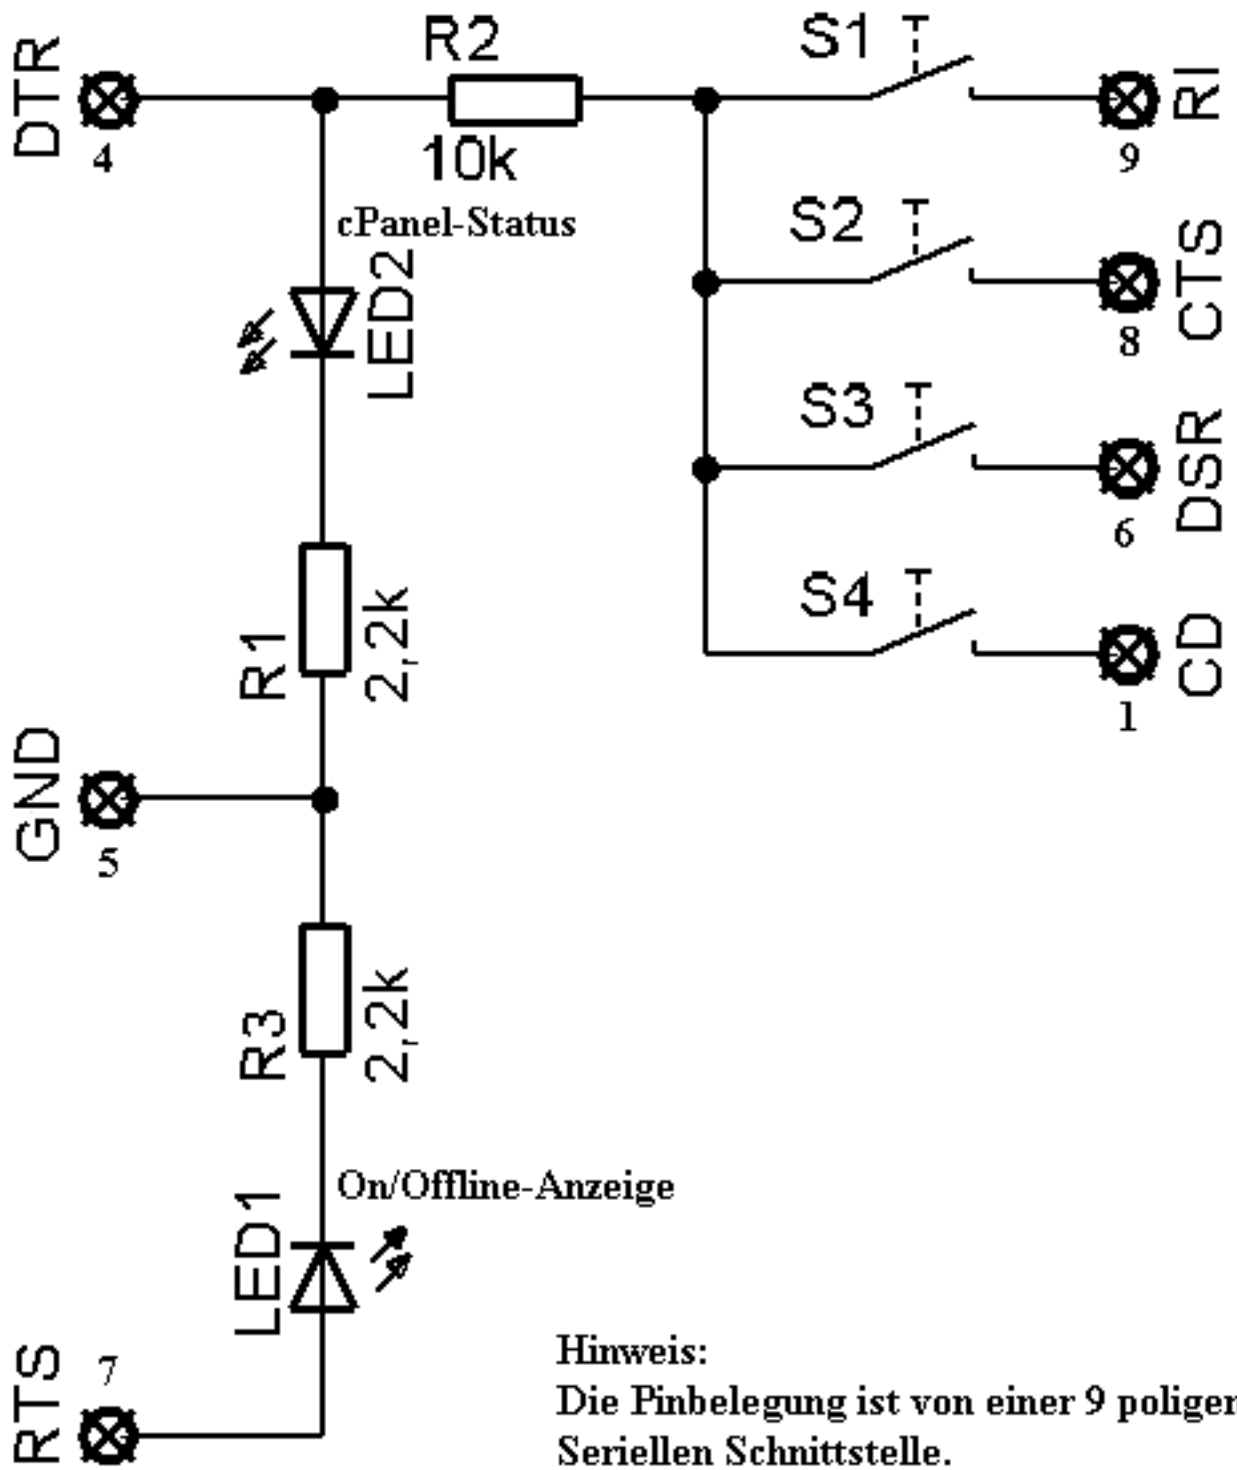 DTR
4
R2
10k
S1
RI
9
cPanel-Status
LED2
S2
CTS
8
S3
DSR
6
S4
CD
1
R1
2,2k
GND
5
R3
2,2k
On/Offline-Anzeige
LED1
RTS
7
Hinweis:
Die Pinbelegung ist von einer 9 poligen
Seriellen Schnittstelle.